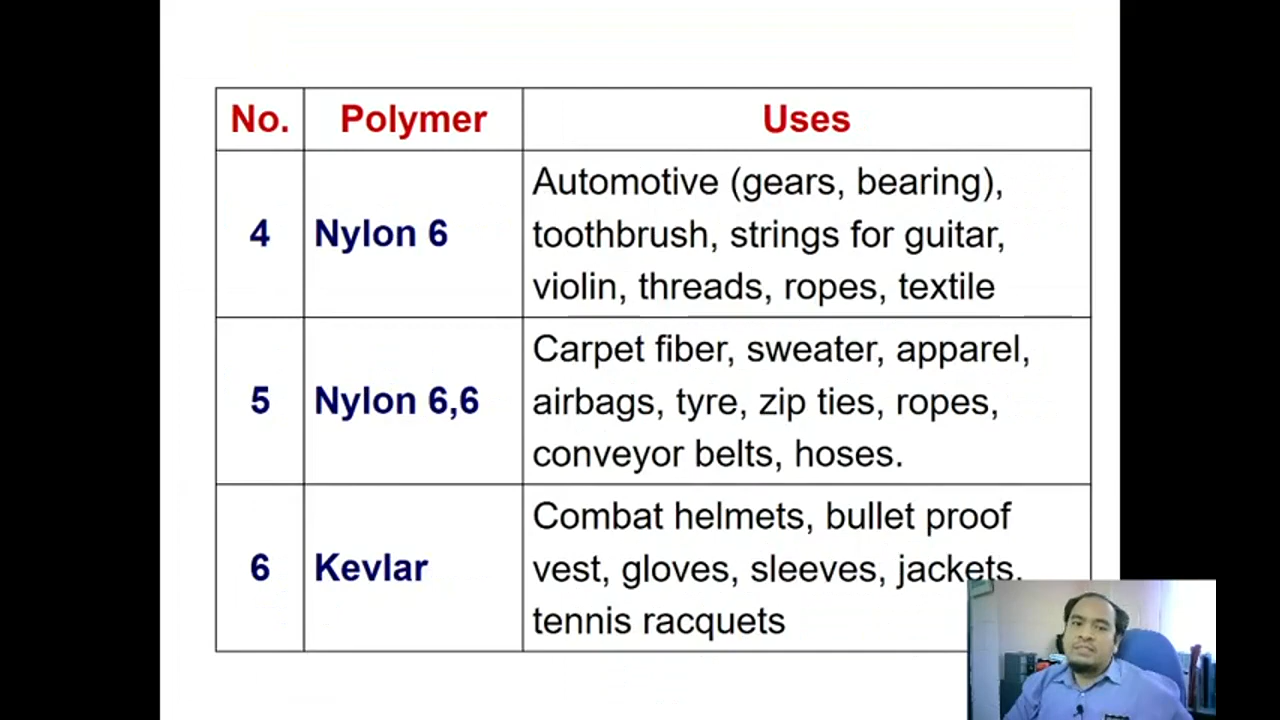 No. Polymer Uses
4 Nylon 6 Automotive (gears, bearing),
toothbrush, strings for guitar,
violin, threads, ropes, textile
5 Nylon 6,6 Carpet fiber, sweater, apparel,
airbags, tyre, zip ties, ropes,
conveyor belts, hoses.
6 Kevlar Combat helmets, bullet proof
vest, gloves, sleeves, jackets,
tennis racquets